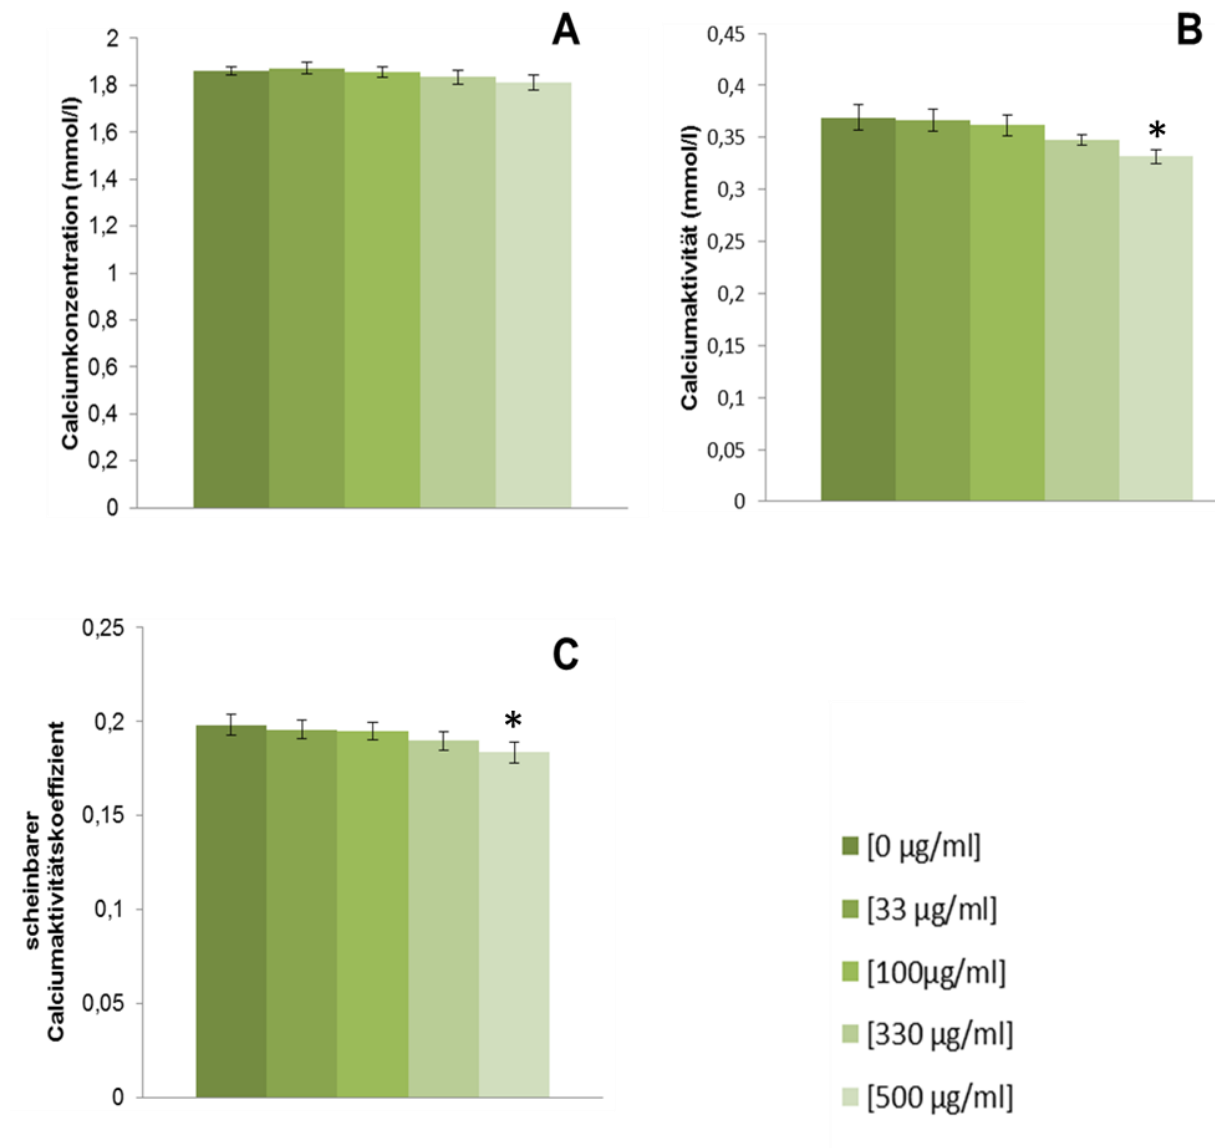 A
Calciumkonzentration (mmol/l)
2
1,8
1,6
1,4
1,2
1
0,8
0,6
0,4
0,2
0
B
Calciumaktivität (mmol/l)
0,45
0,4
0,35
0,3
0,25
0,2
0,15
0,1
0,05
0
*
C
scheinbarer
Calciumaktivitätskoeffizient
0,25
0,2
0,15
0,1
0,05
0
*
[0 µg/ml]
[33 µg/ml]
[100µg/ml]
[330 µg/ml]
[500 µg/ml]